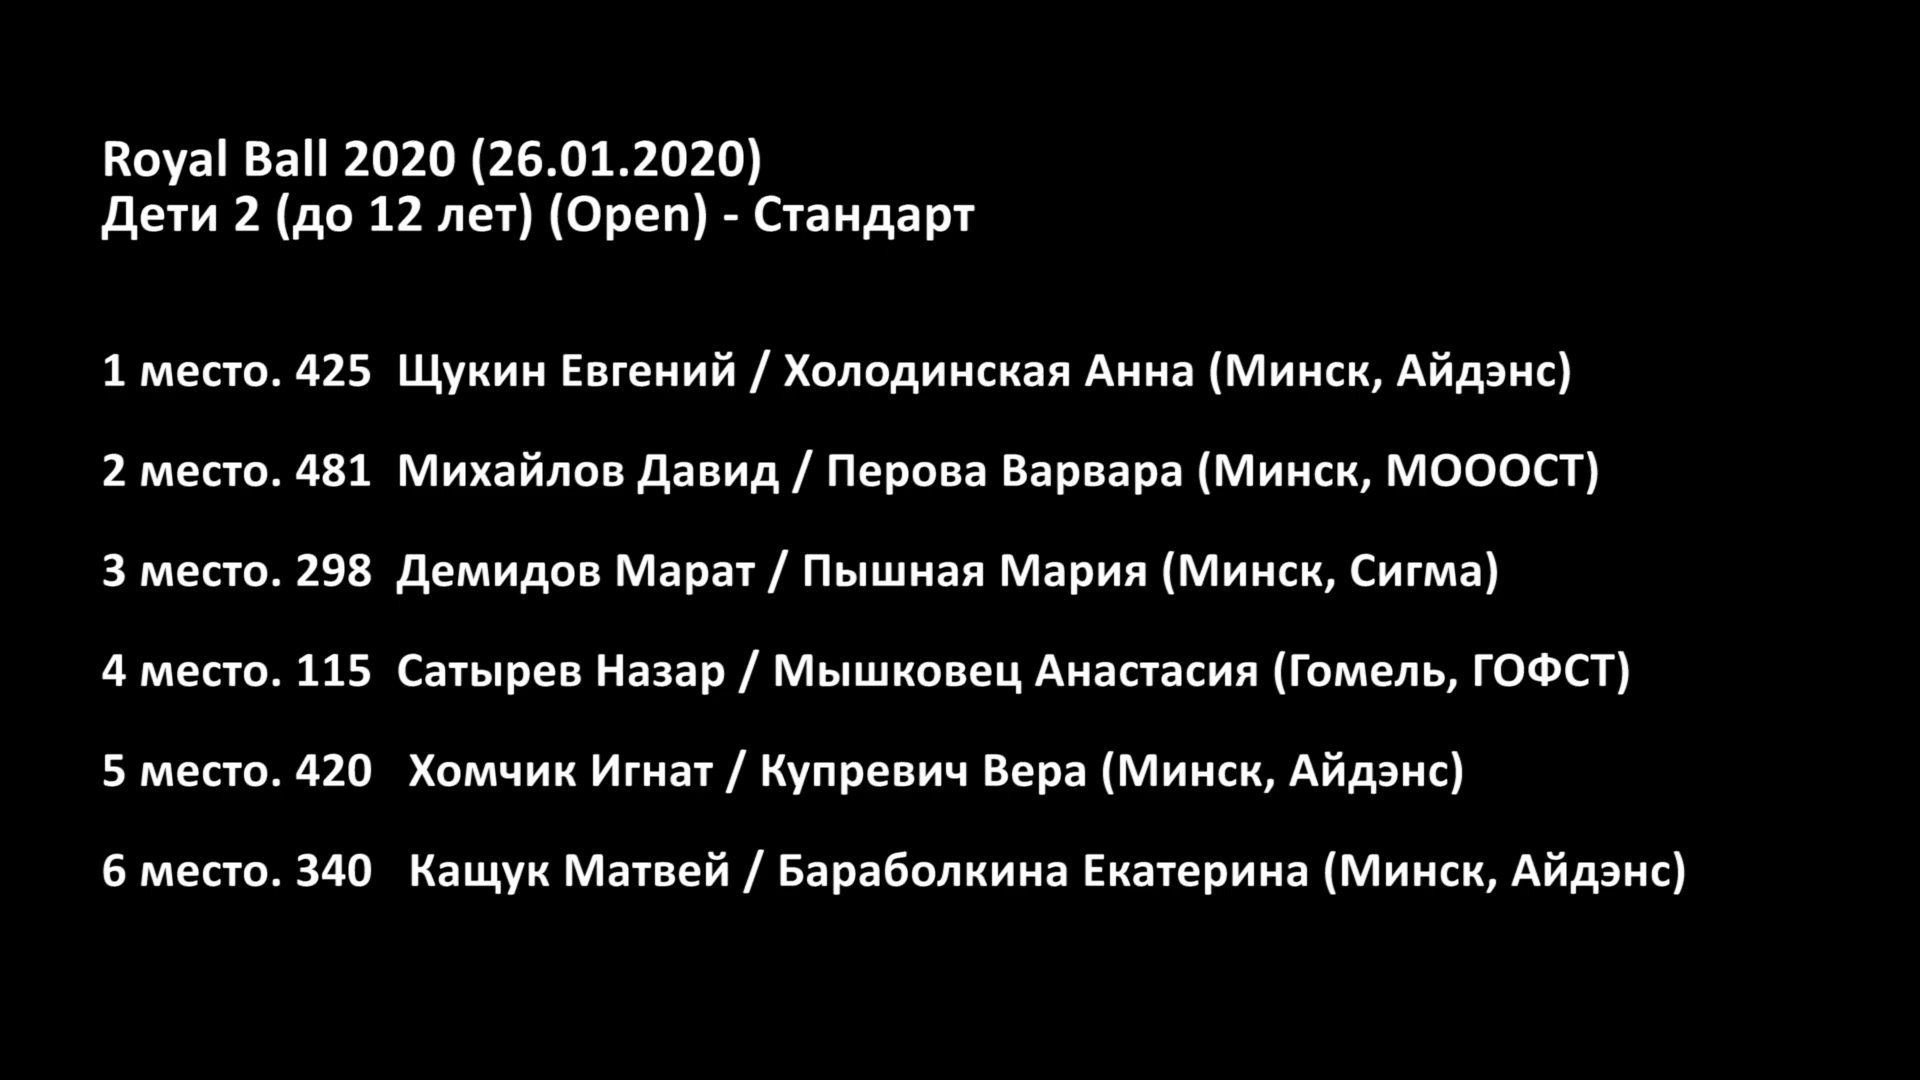 Royal Ball 2020 (26.01.2020)
Дети 2 (до 12 лет) (Open) - Стандарт
1 место. 425 Щукин Евгений / Холодинская Анна (Минск, Айдэнс)
2 место. 481 Михайлов Давид / Перова Варвара (Минск, МОООСТ)
3 место. 298 Демидов Марат / Пышная Мария (Минск, Сигма)
4 место. 115 Сатырев Назар / Мышковец Анастасия (Гомель, ГОФСТ)
5 место. 420 Хомчик Игнат / Купревич Вера (Минск, Айдэнс)
6 место. 340 Кащук Матвей / Бараболкина Екатерина (Минск, Айдэнс)